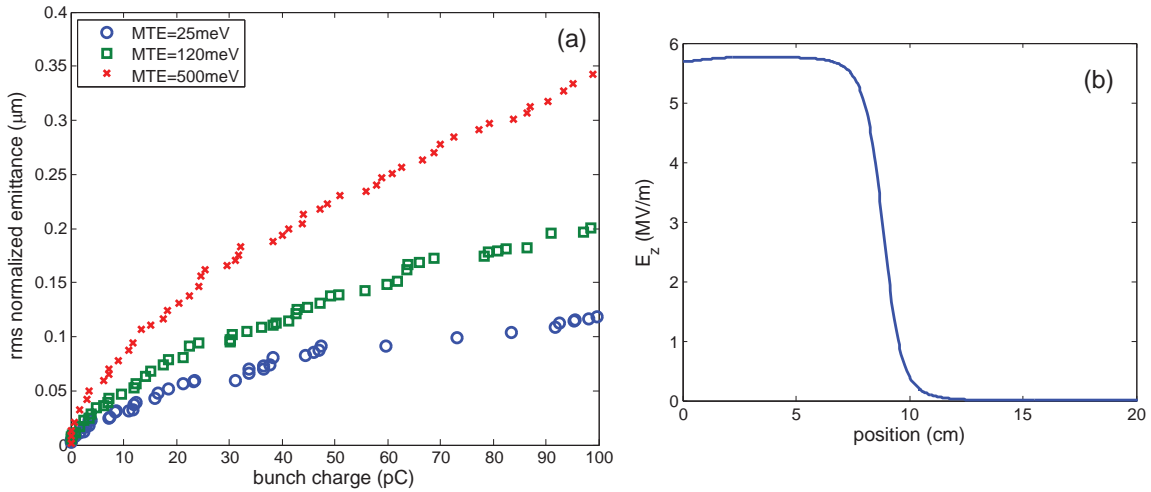 0.4
0.35
0.3
0.25
0.2
0.15
0.1
0.05
0
rms normalized emittance (μm)
MTE=25meV
MTE=120meV
MTE=500meV
(a)
0 10 20 30 40 50 60 70 80 90 100
bunch charge (pC)
6
5
4
3
2
1
0
E_z (MV/m)
(b)
0 5 10 15 20
position (cm)